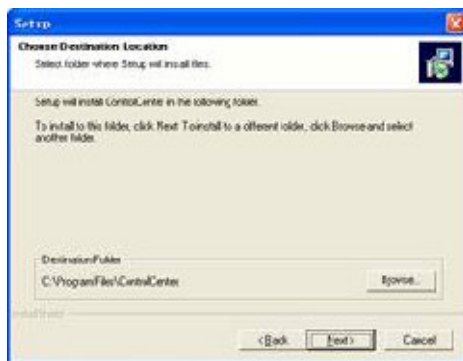 Setup
Choose Destination Location
Select folder where Setup will install files.
Setup will install ControlCenter in the following folder.
To install to this folder, click Next. To install to a different folder, click Browse and select
another folder.
Destination Folder
C:\Program Files\ControlCenter
Browse...
InstallShield
< Back
Next >
Cancel